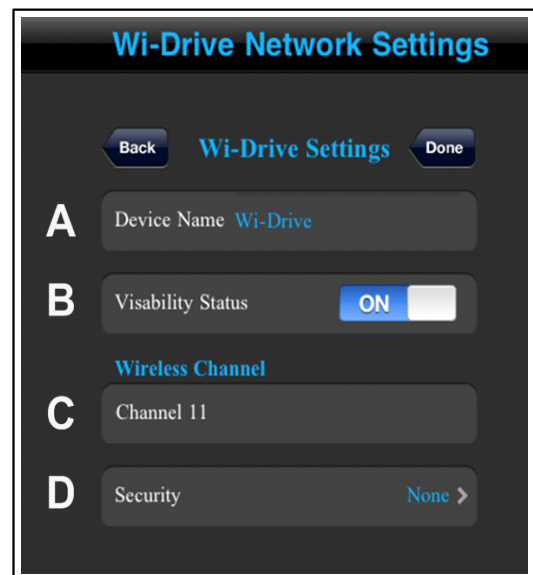 Wi-Drive Network Settings
Back Wi-Drive Settings Done
A Device Name Wi-Drive
B Visability Status ON
Wireless Channel
C Channel 11
D Security None